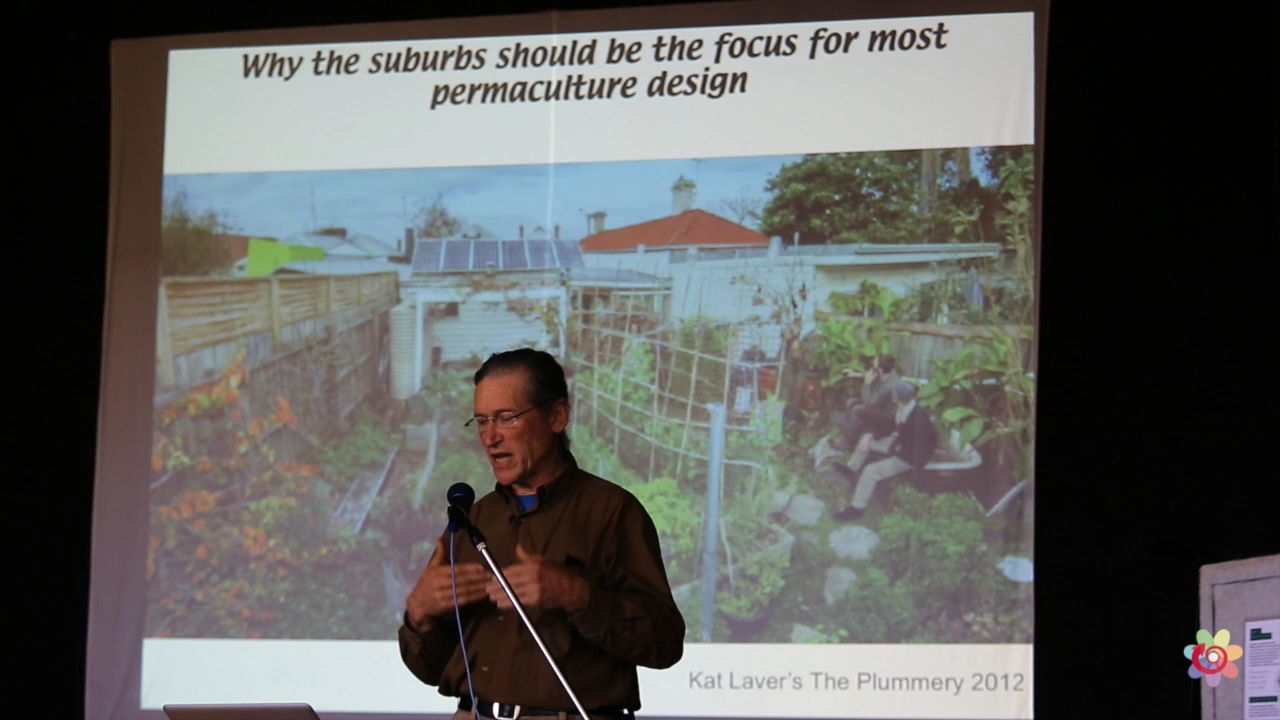 Why the suburbs should be the focus for most
permaculture design
Kat Laver's The Plummery 2012